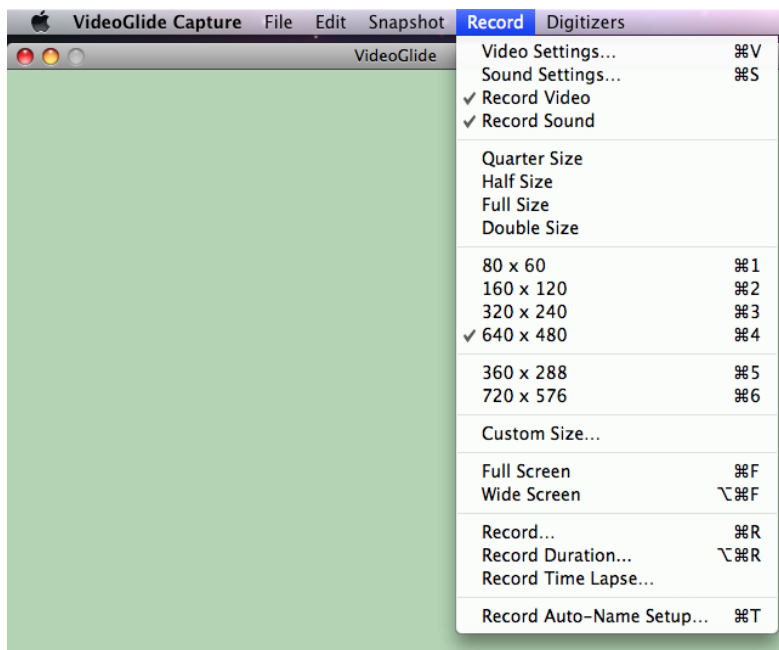 VideoGlide Capture File Edit Snapshot Record Digitizers
VideoGlide
Video Settings... ⌘V
Sound Settings... ⌘S
✓ Record Video
✓ Record Sound
Quarter Size
Half Size
Full Size
Double Size
80 x 60 ⌘1
160 x 120 ⌘2
320 x 240 ⌘3
✓ 640 x 480 ⌘4
360 x 288 ⌘5
720 x 576 ⌘6
Custom Size...
Full Screen ⌘F
Wide Screen ⌥⌘F
Record... ⌘R
Record Duration... ⌥⌘R
Record Time Lapse...
Record Auto-Name Setup... ⌘T